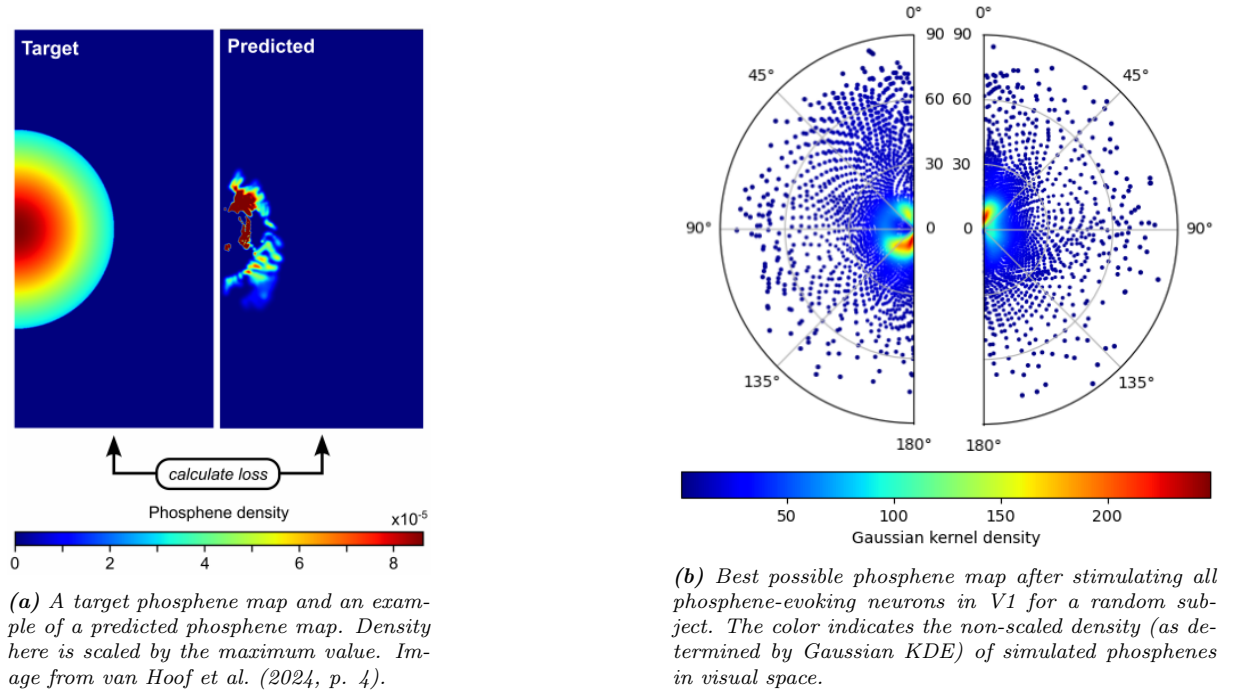 Target
Predicted
calculate loss
Phosphene density
x10-5
0 2 4 6 8
(a) A target phosphene map and an exam-
ple of a predicted phosphene map. Density
here is scaled by the maximum value. Im-
age from van Hoof et al. (2024, p. 4).
0° 0°
90 90
45° 45°
60 60
30 30
90° 0 0 90°
135° 135°
180° 180°
50 100 150 200
Gaussian kernel density
(b) Best possible phosphene map after stimulating all
phosphene-evoking neurons in V1 for a random sub-
ject. The color indicates the non-scaled density (as de-
termined by Gaussian KDE) of simulated phosphenes
in visual space.